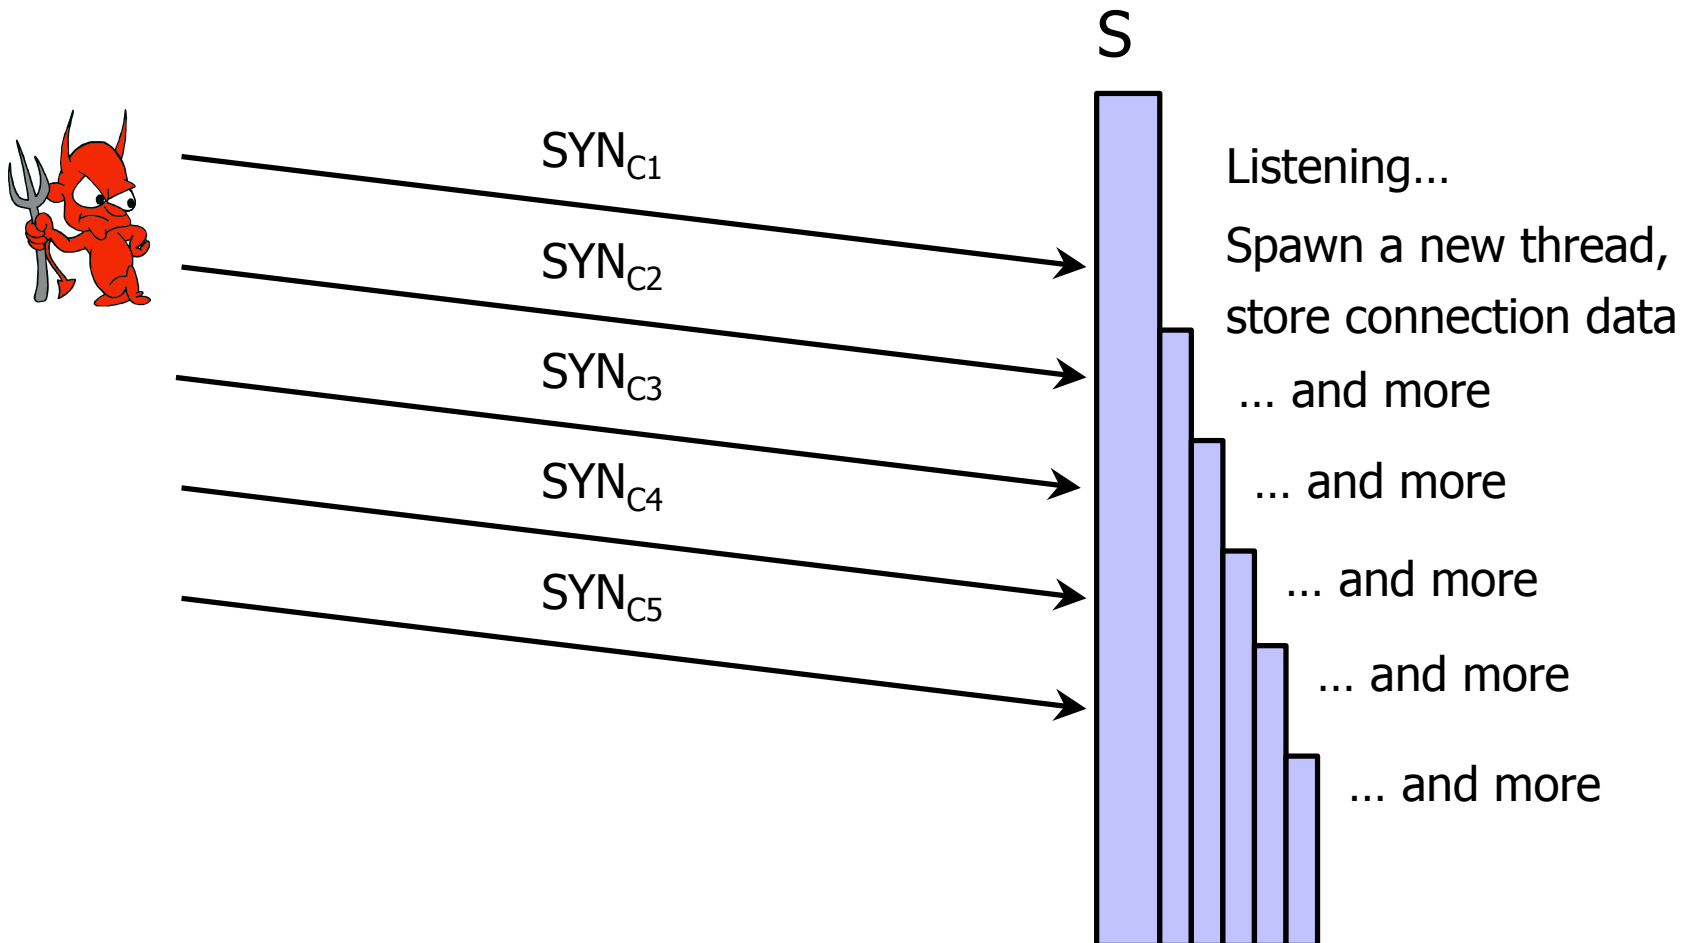 S
SYNC1
Listening...
SYNC2
Spawn a new thread,
store connection data
SYNC3
... and more
SYNC4
... and more
SYNC5
... and more
... and more
... and more